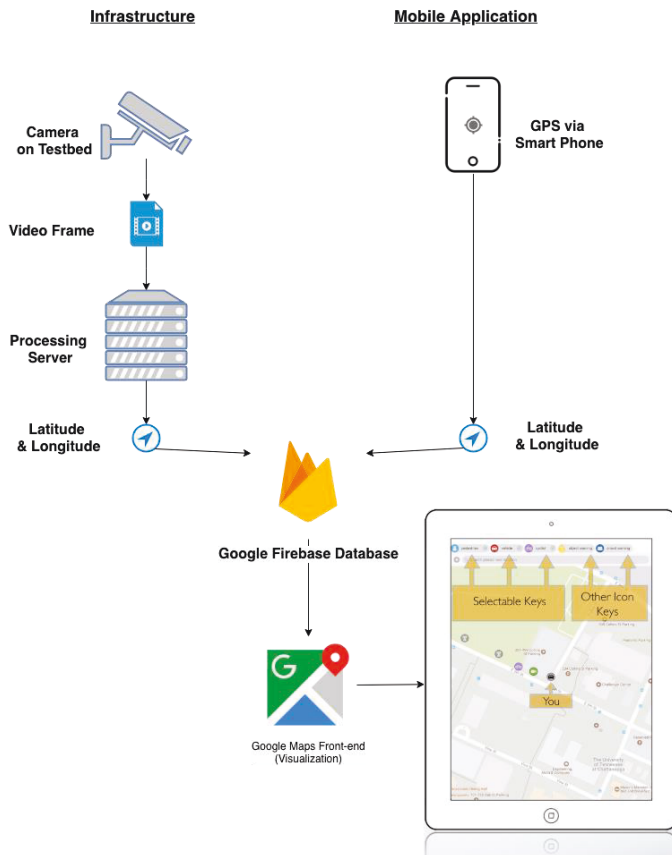 Infrastructure
Mobile Application
Camera
on Testbed
GPS via
Smart Phone
Video Frame
Processing
Server
Latitude
& Longitude
Latitude
& Longitude
Google Firebase Database
G
Google Maps Front-end
(Visualization)
Selectable Keys
Other Icon
Keys
You